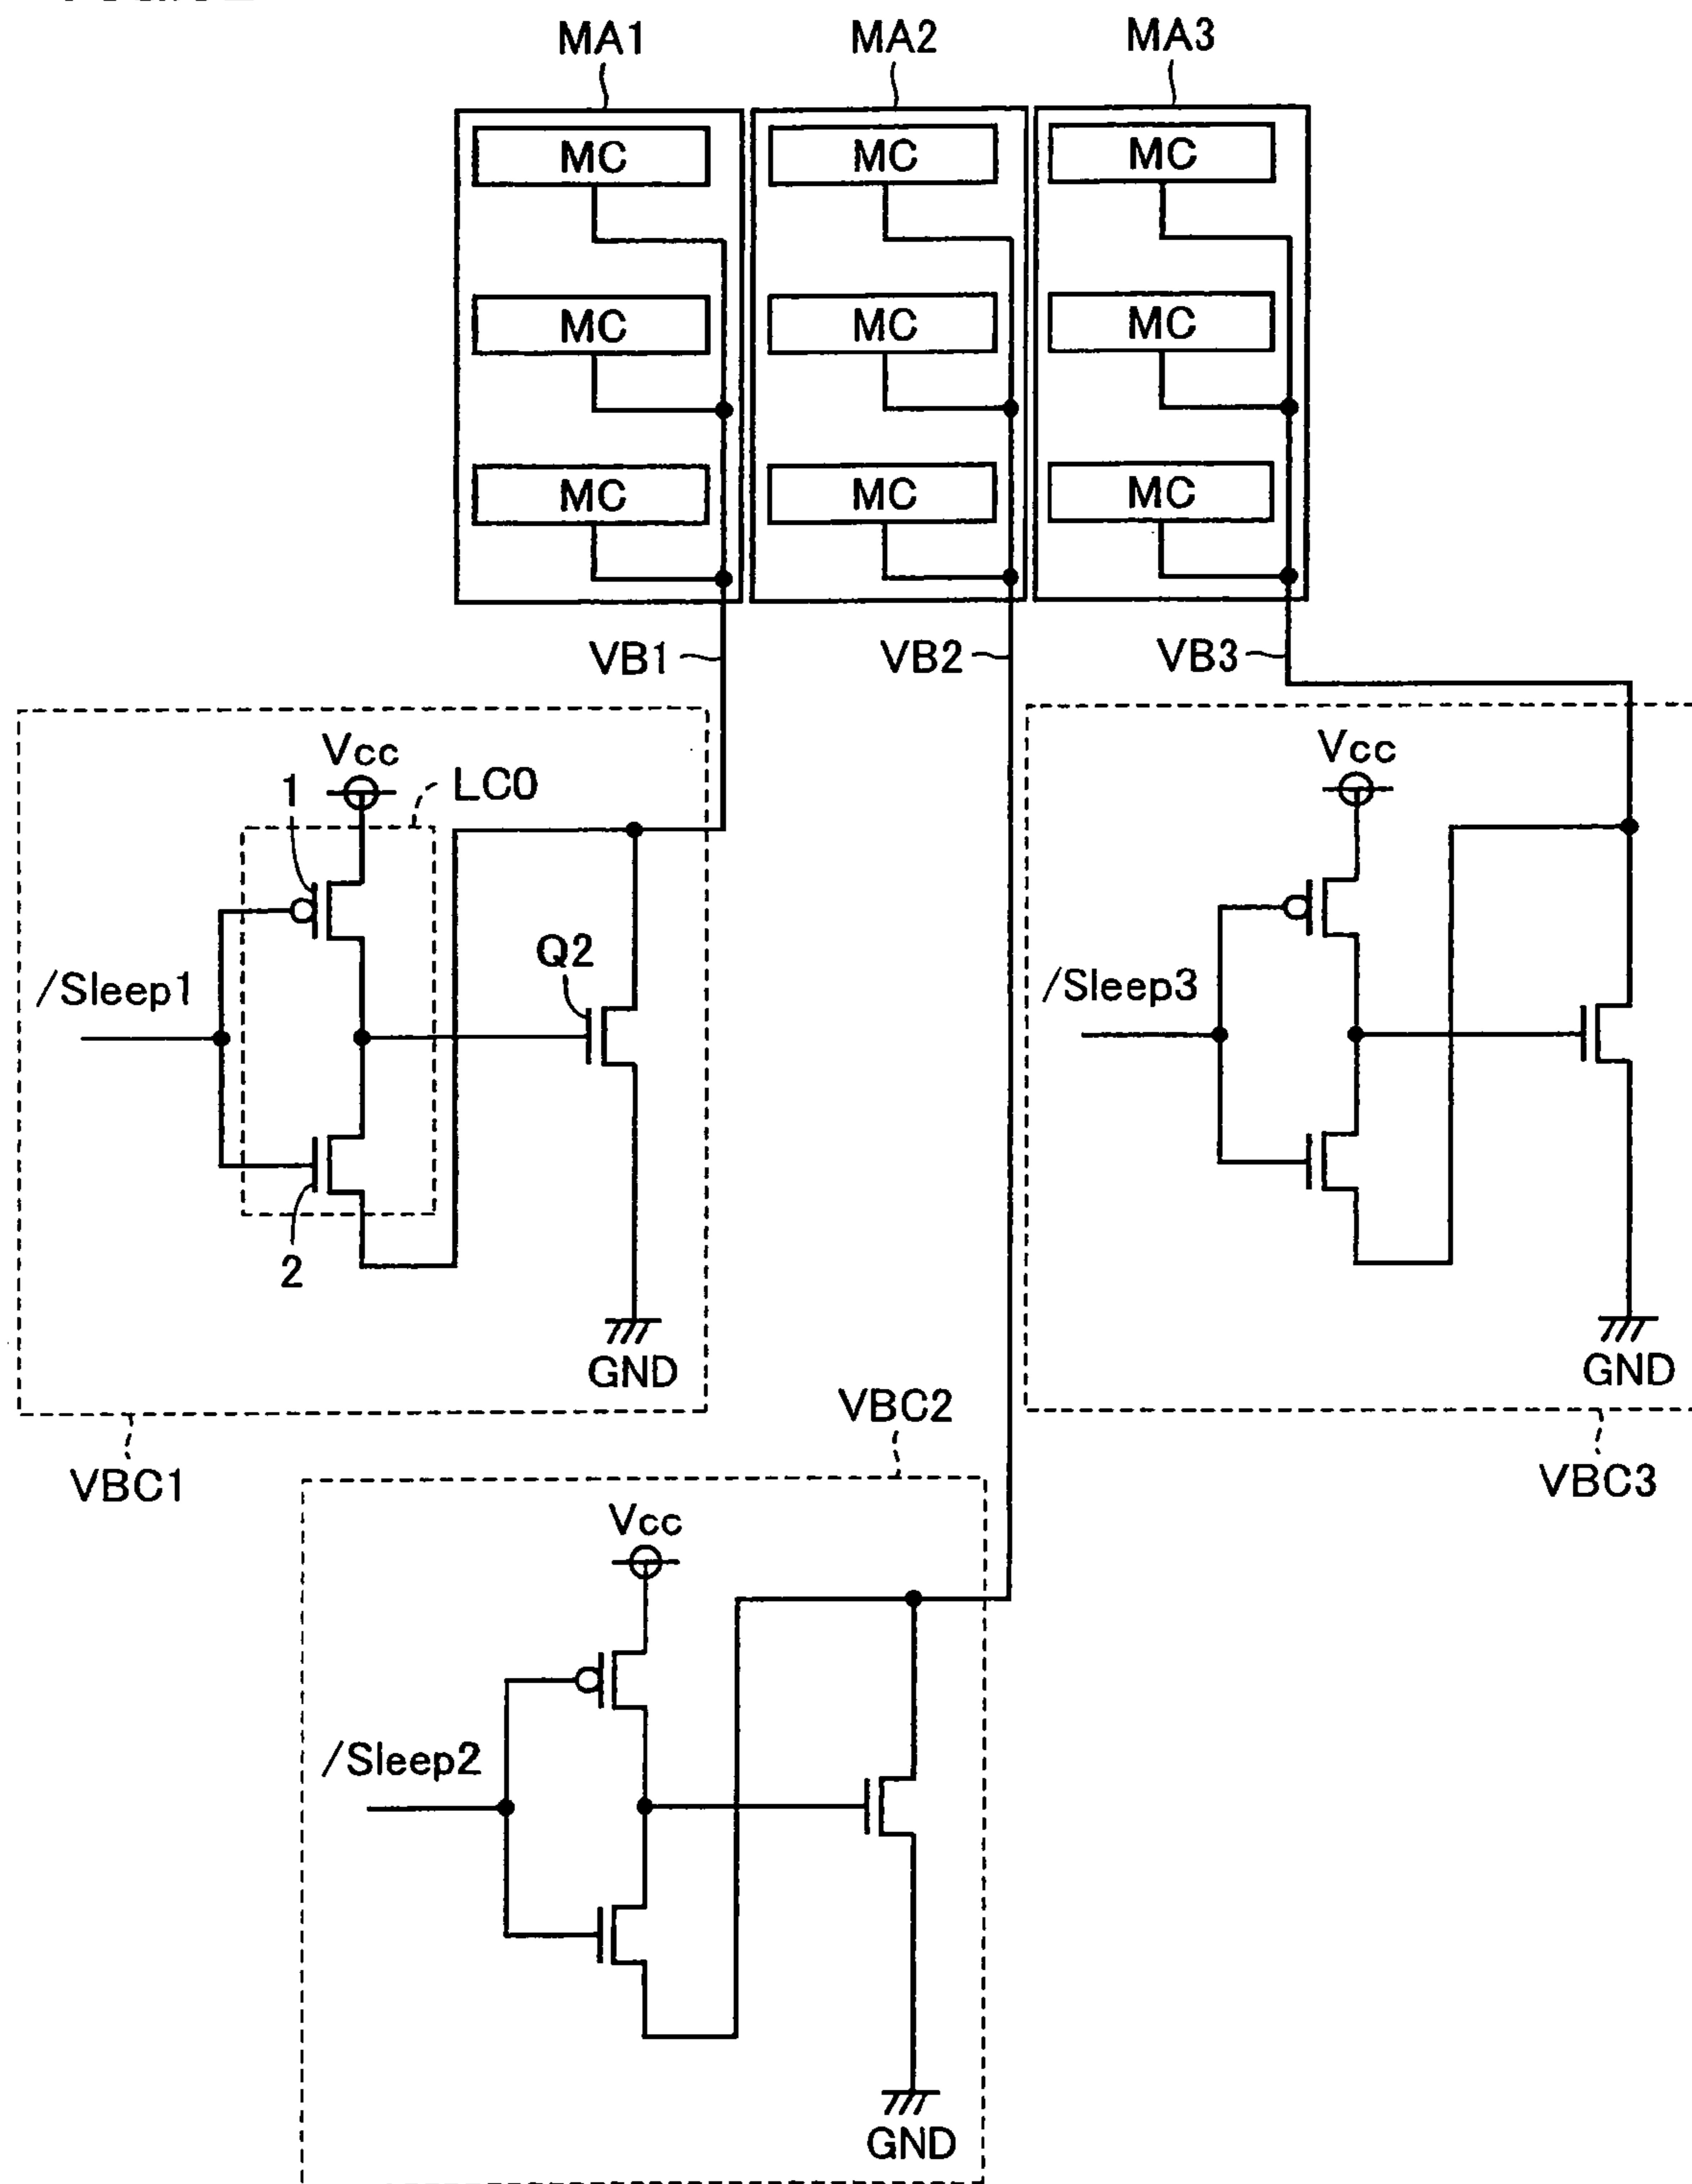 MA1 MA2 MA3
MC MC MC
MC MC MC
MC MC MC
VB1 VB2 VB3
Vcc LC0 Vcc
1
Q2
/Sleep1 /Sleep3
2
GND GND
VBC2
VBC1 VBC3
Vcc
/Sleep2
GND